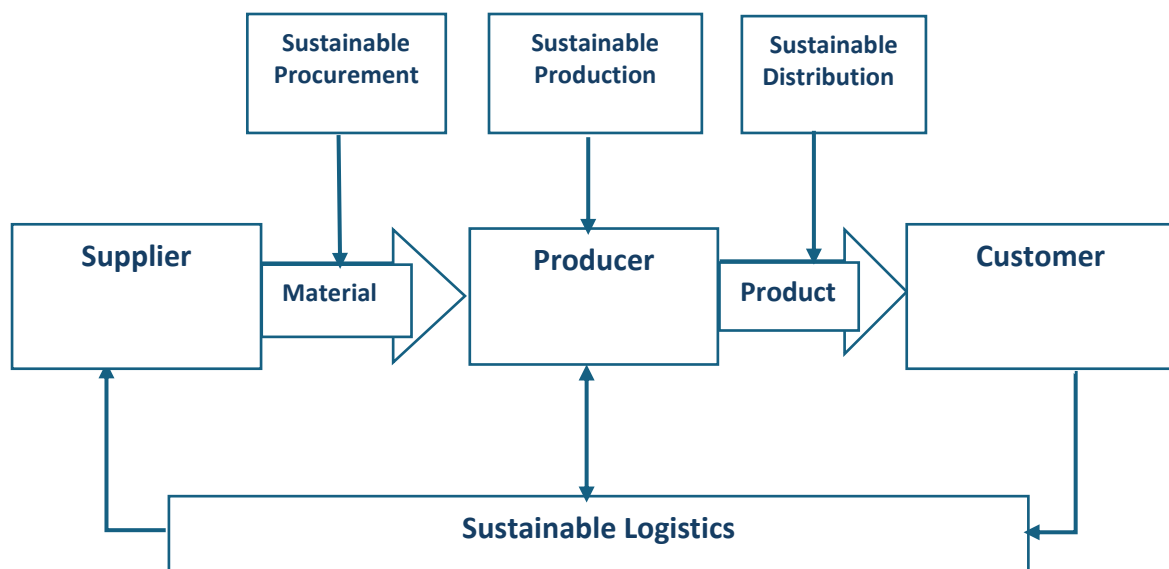 Sustainable
Procurement
Sustainable
Production
Sustainable
Distribution
Supplier
Material
Producer
Product
Customer
Sustainable Logistics